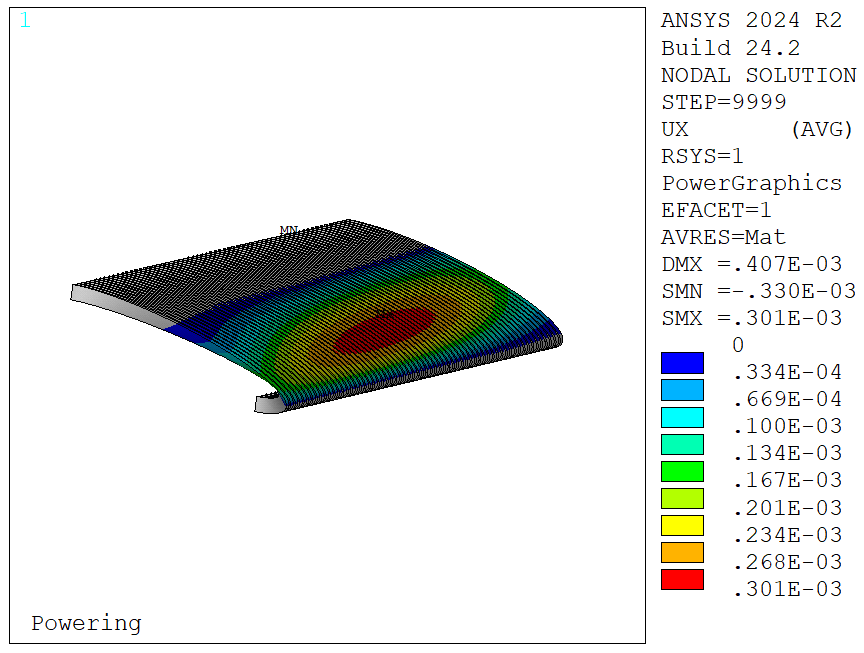 1
ANSYS 2024 R2
Build 24.2
NODAL SOLUTION
STEP=9999
UX (AVG)
RSYS=1
PowerGraphics
EFACET=1
AVRES=Mat
DMX =.407E-03
SMN =-.330E-03
SMX =.301E-03
0
.334E-04
.669E-04
.100E-03
.134E-03
.167E-03
.201E-03
.234E-03
.268E-03
.301E-03
MN
Powering